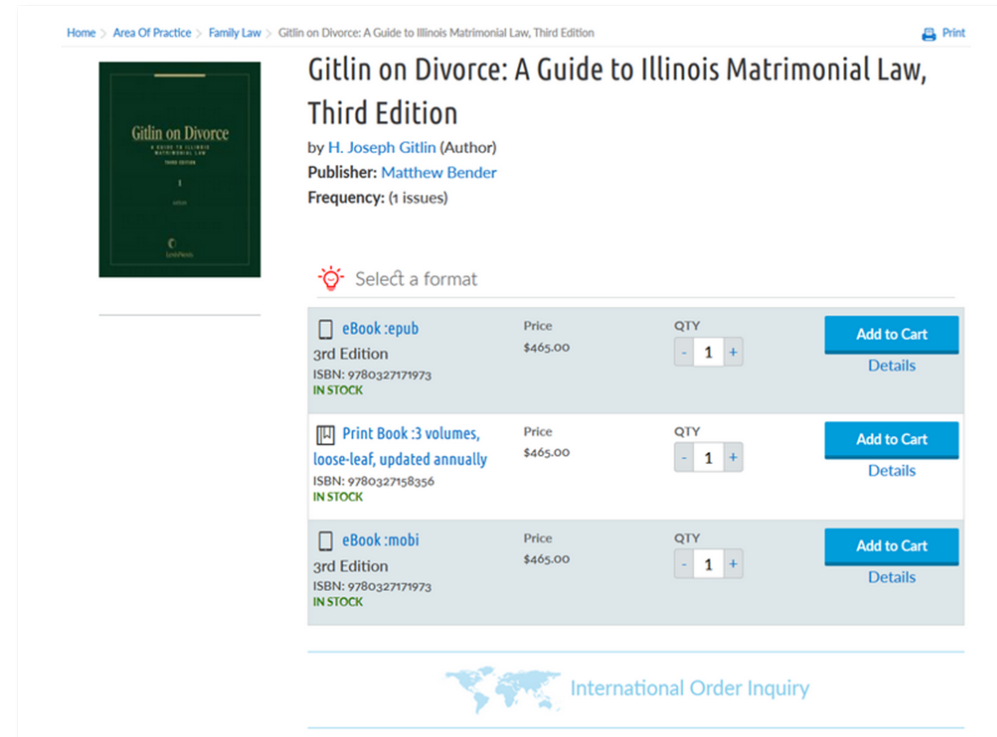 Home > Area Of Practice > Family Law > Gitlin on Divorce: A Guide to Illinois Matrimonial Law, Third Edition
Print
Gitlin on Divorce
A GUIDE TO ILLINOIS
MATRIMONIAL LAW
THIRD EDITION
1
LexisNexis
Gitlin on Divorce: A Guide to Illinois Matrimonial Law,
Third Edition
by H. Joseph Gitlin (Author)
Publisher: Matthew Bender
Frequency: (1 issues)
Select a format
eBook :epub
3rd Edition
ISBN: 9780327171973
IN STOCK
Price
$465.00
QTY
- 1 +
Add to Cart
Details
Print Book :3 volumes,
loose-leaf, updated annually
ISBN: 9780327158356
IN STOCK
Price
$465.00
QTY
- 1 +
Add to Cart
Details
eBook :mobi
3rd Edition
ISBN: 9780327171973
IN STOCK
Price
$465.00
QTY
- 1 +
Add to Cart
Details
International Order Inquiry